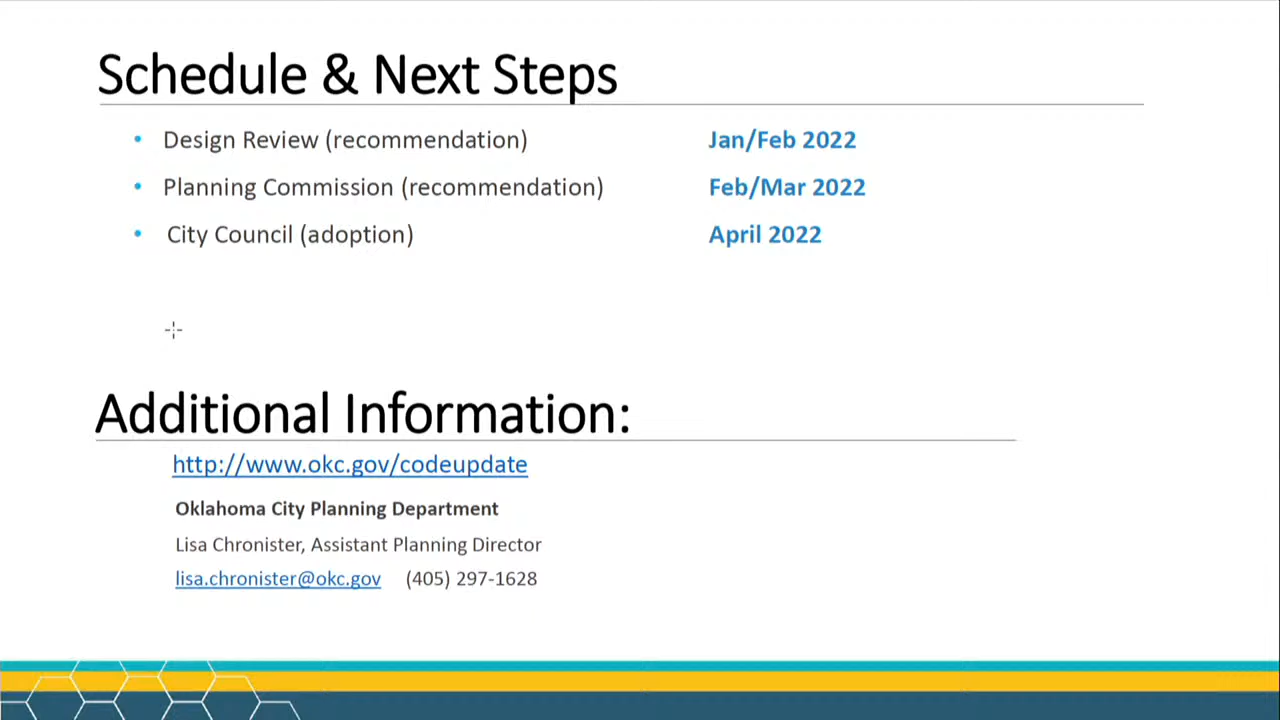 Schedule & Next Steps
• Design Review (recommendation) Jan/Feb 2022
• Planning Commission (recommendation) Feb/Mar 2022
• City Council (adoption) April 2022
Additional Information:
http://www.okc.gov/codeupdate
Oklahoma City Planning Department
Lisa Chronister, Assistant Planning Director
lisa.chronister@okc.gov (405) 297-1628